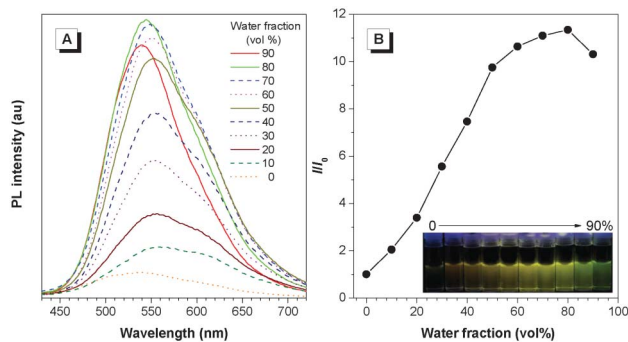 A
Water fraction
(vol %)
90
80
70
60
50
40
30
20
10
0
PL intensity (au)
450 500 550 600 650 700
Wavelength (nm)
B
12
10
8
6
4
2
0
I/I0
0 90%
0 20 40 60 80 100
Water fraction (vol%)